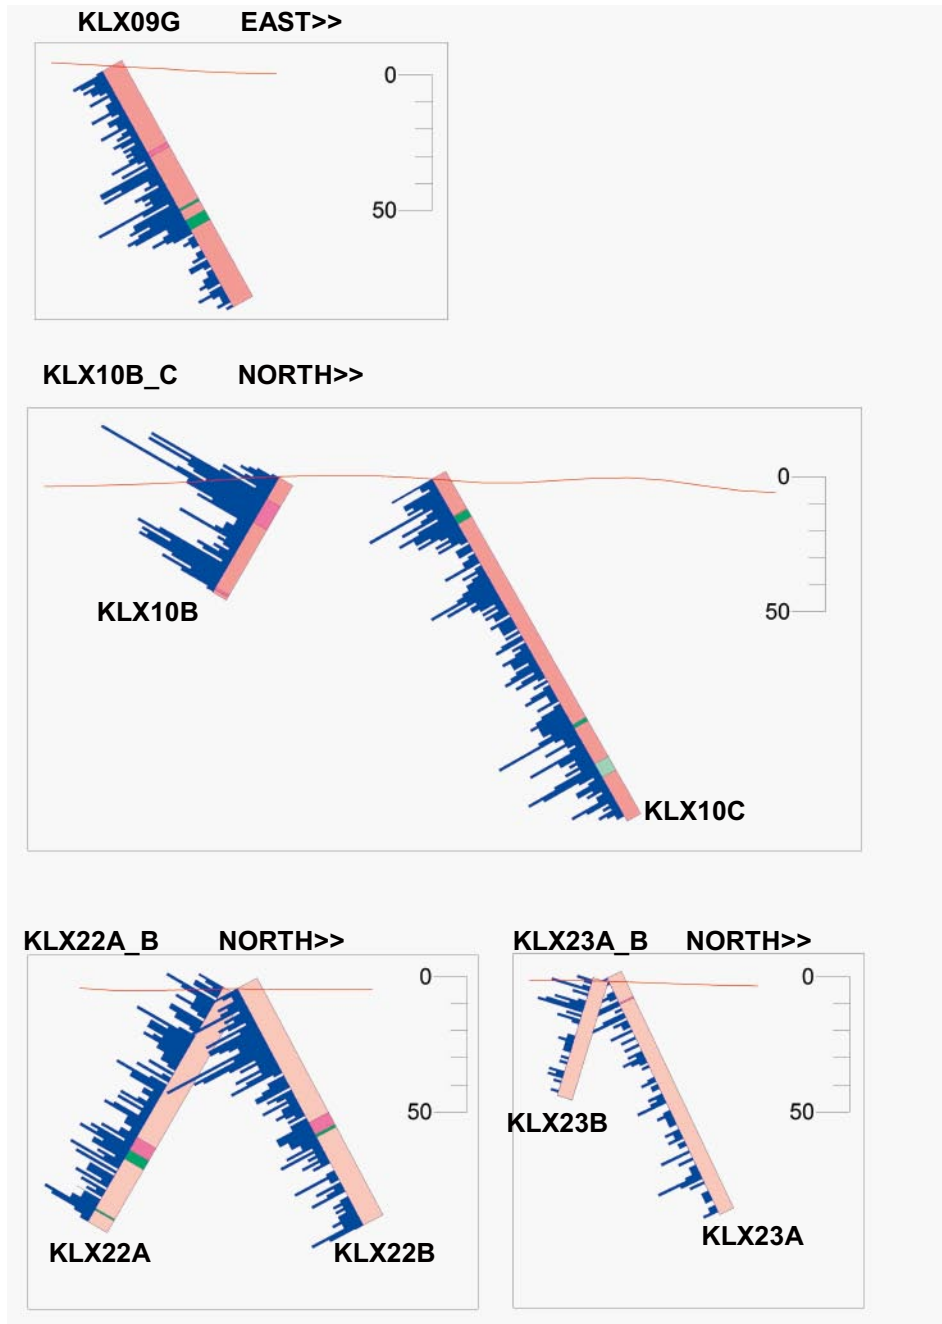 KLX09G EAST>>
0
50
KLX10B_C NORTH>>
0
50
KLX10B
KLX10C
KLX22A_B NORTH>>
0
50
KLX22A
KLX22B
KLX23A_B NORTH>>
0
50
KLX23B
KLX23A